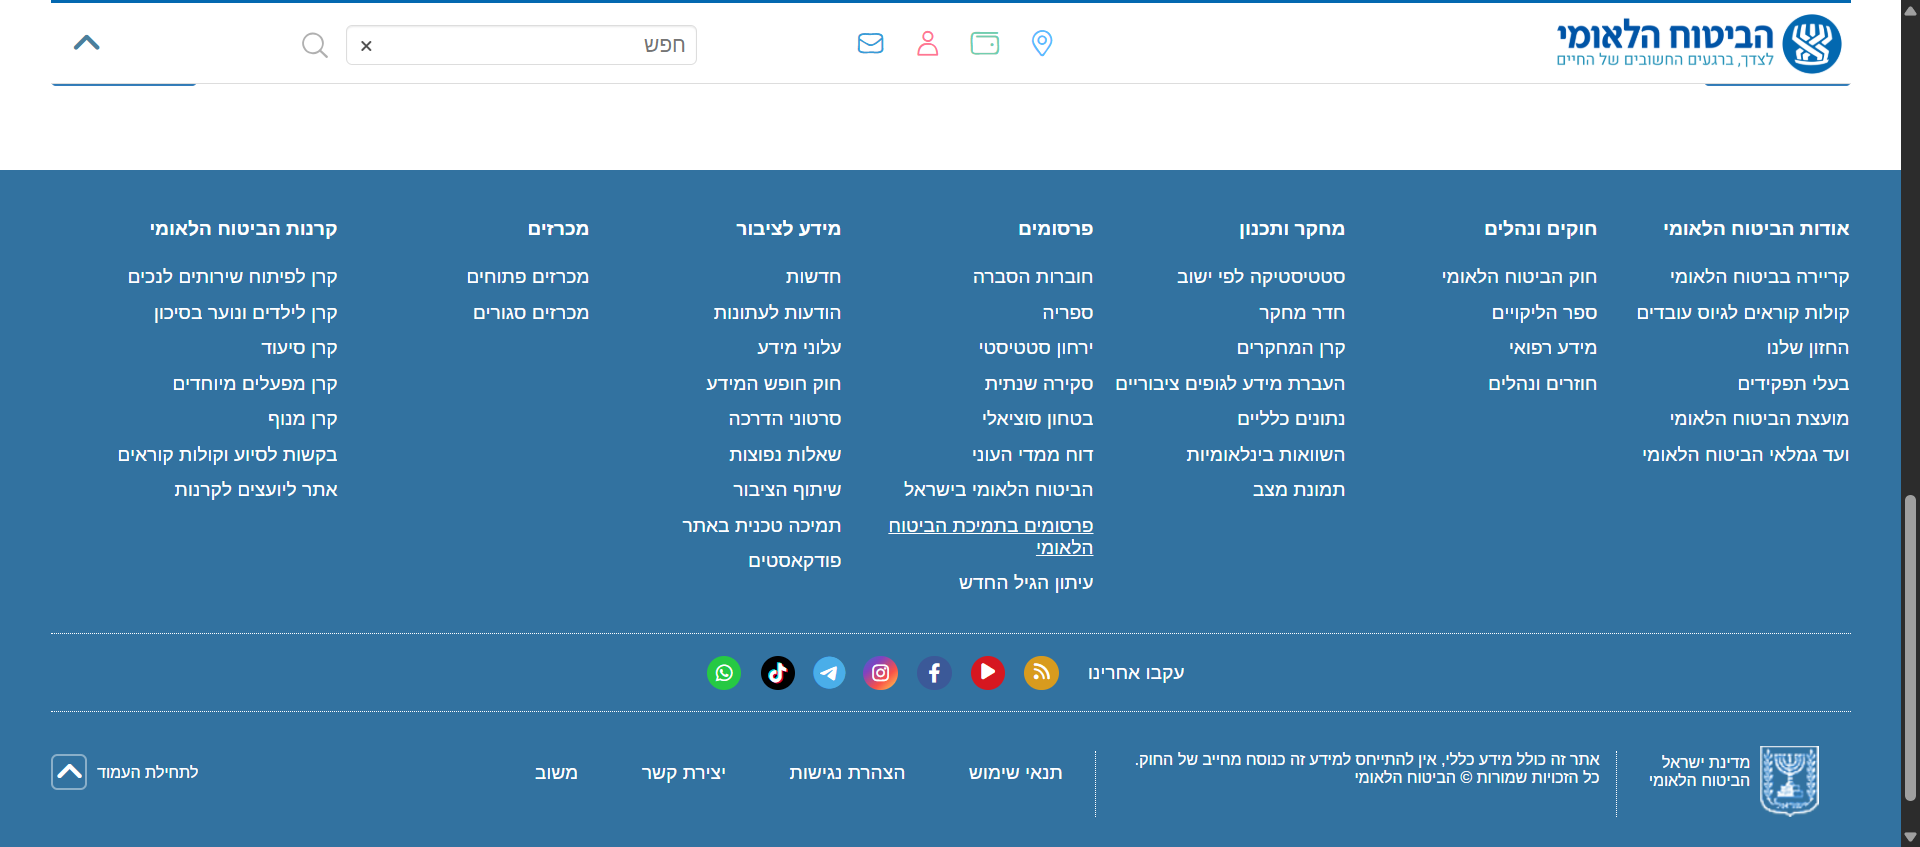 הביטוח הלאומי
לצדך, ברגעים החשובים של החיים
חפש
אודות הביטוח הלאומי
קריירה בביטוח הלאומי
קולות קוראים לגיוס עובדים
החזון שלנו
בעלי תפקידים
מועצת הביטוח הלאומי
ועד גמלאי הביטוח הלאומי
חוקים ונהלים
חוק הביטוח הלאומי
ספר הליקויים
מידע רפואי
חוזרים ונהלים
מחקר ותכנון
סטטיסטיקה לפי ישוב
חדר מחקר
קרן המחקרים
העברת מידע לגופים ציבוריים
נתונים כלליים
השוואות בינלאומיות
תמונת מצב
פרסומים
חוברות הסברה
ספריה
ירחון סטטיסטי
סקירה שנתית
בטחון סוציאלי
דוח ממדי העוני
הביטוח הלאומי בישראל
פרסומים בתמיכת הביטוח
הלאומי
עיתון הגיל החדש
מידע לציבור
חדשות
הודעות לעתונות
עלוני מידע
חוק חופש המידע
סרטוני הדרכה
שאלות נפוצות
שיתוף הציבור
תמיכה טכנית באתר
פודקאסטים
מכרזים
מכרזים פתוחים
מכרזים סגורים
קרנות הביטוח הלאומי
קרן לפיתוח שירותים לנכים
קרן לילדים ונוער בסיכון
קרן סיעוד
קרן מפעלים מיוחדים
קרן מנוף
בקשות לסיוע וקולות קוראים
אתר ליועצים לקרנות
עקבו אחרינו
ישראל
מדינת ישראל
הביטוח הלאומי
אתר זה כולל מידע כללי, אין להתייחס למידע זה כנוסח מחייב של החוק.
כל הזכויות שמורות © הביטוח הלאומי
תנאי שימוש
הצהרת נגישות
יצירת קשר
משוב
לתחילת העמוד